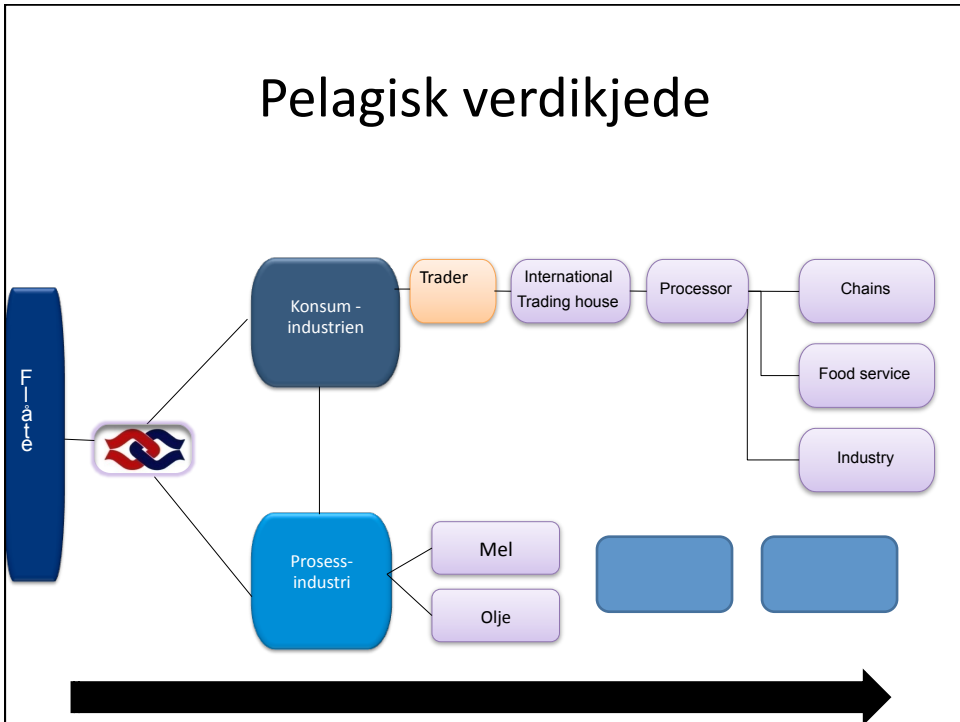 Pelagisk verdikjede
Flåte
Konsum -
industrien
Trader
International
Trading house
Processor
Chains
Food service
Industry
Prosess-
industri
Mel
Olje